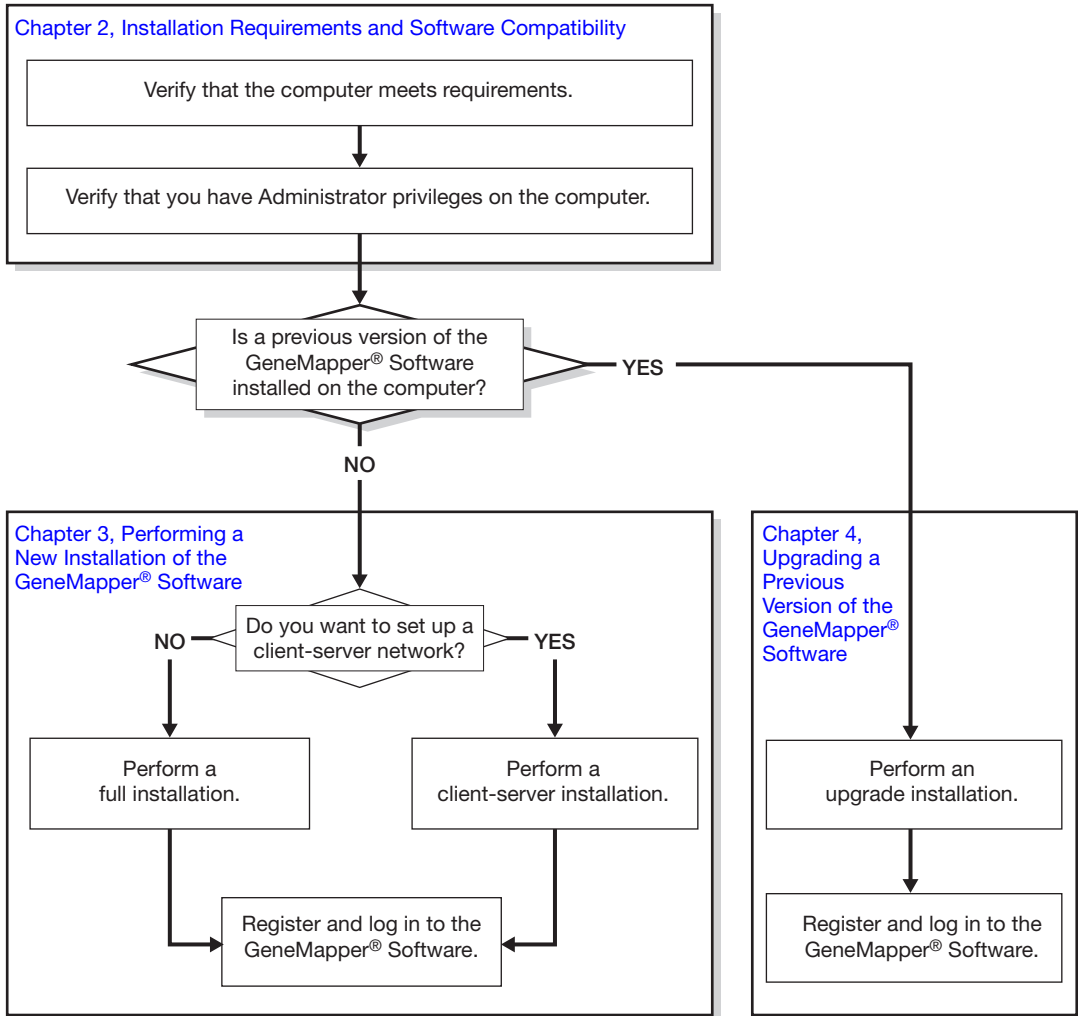 Chapter 2, Installation Requirements and Software Compatibility
Verify that the computer meets requirements.
Verify that you have Administrator privileges on the computer.
Is a previous version of the
GeneMapper® Software
installed on the computer?
YES
NO
Chapter 3, Performing a
New Installation of the
GeneMapper® Software
Do you want to set up a
client-server network?
NO
YES
Perform a
full installation.
Perform a
client-server installation.
Register and log in to the
GeneMapper® Software.
Chapter 4,
Upgrading a
Previous
Version of the
GeneMapper®
Software
Perform an
upgrade installation.
Register and log in to the
GeneMapper® Software.